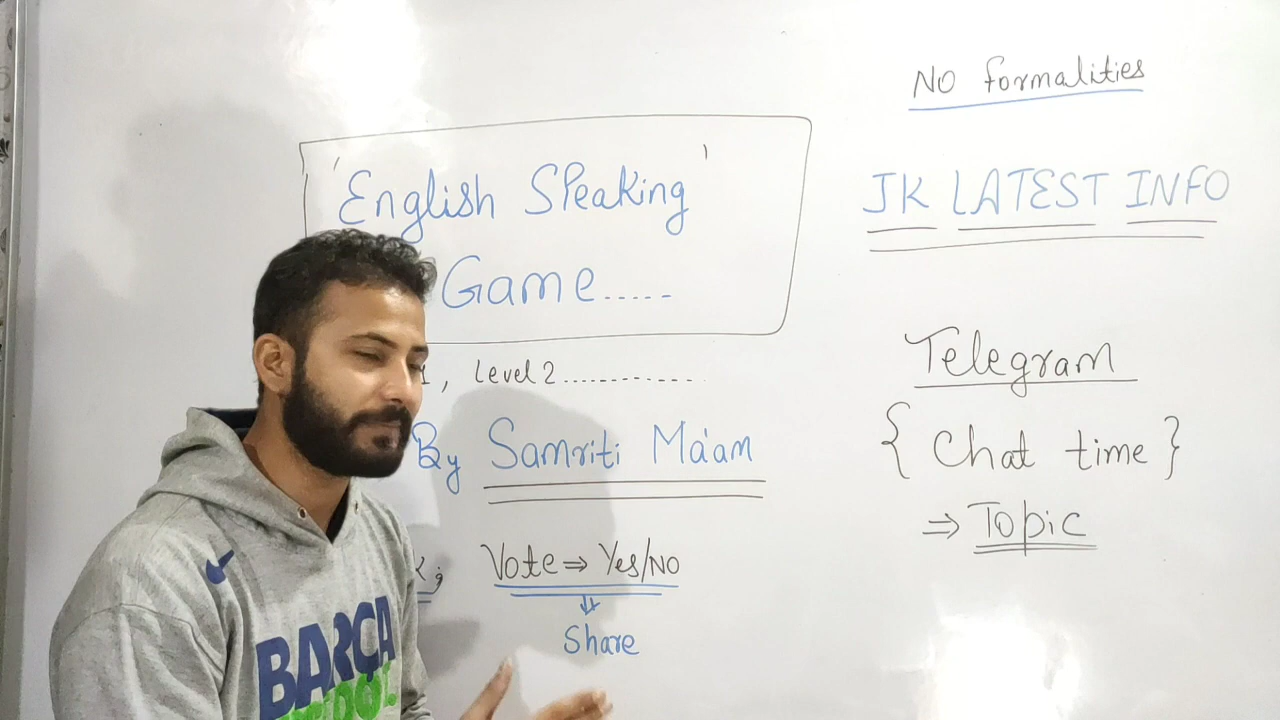 No formalities
'English Speaking'
Game.....
JK LATEST INFO
1, Level 2..............
Telegram
By Samriti Ma'am
{ Chat time }
⇒ Topic
Vote ⇒ Yes/No
Share
BARÇA